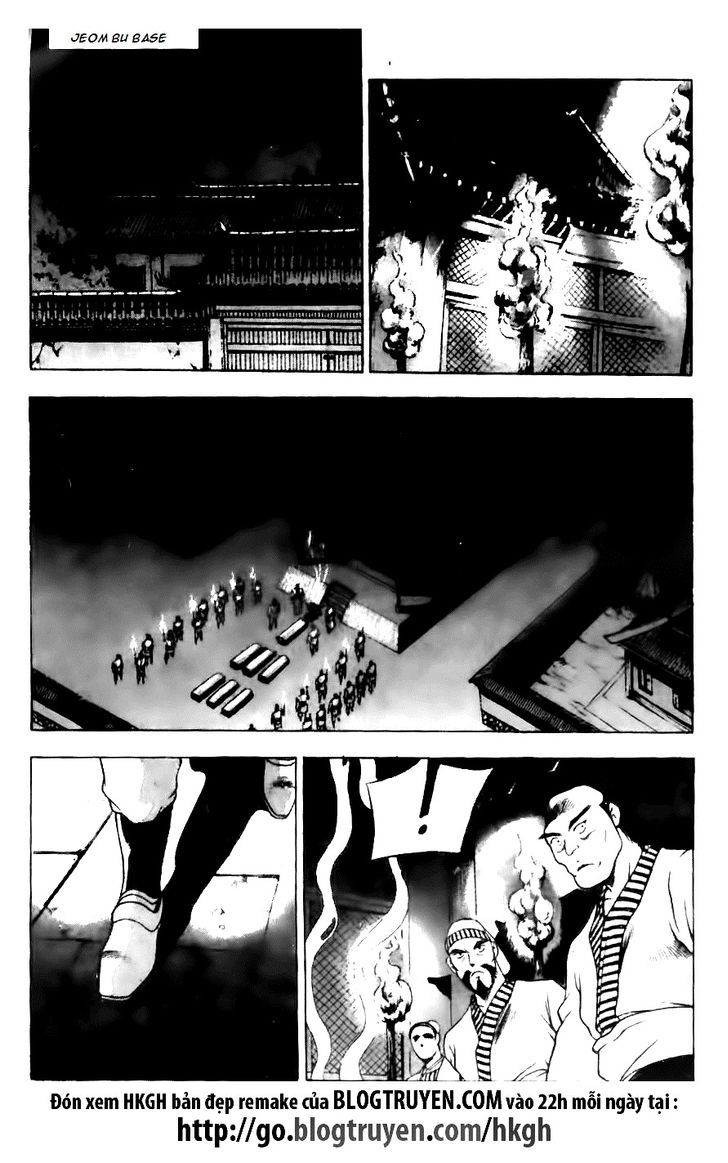 JEOM BU BASE
!
Đón xem HKGH bản đẹp remake của BLOGTRUYEN.COM vào 22h mỗi ngày tại :
http://go.blogtruyen.com/hkgh